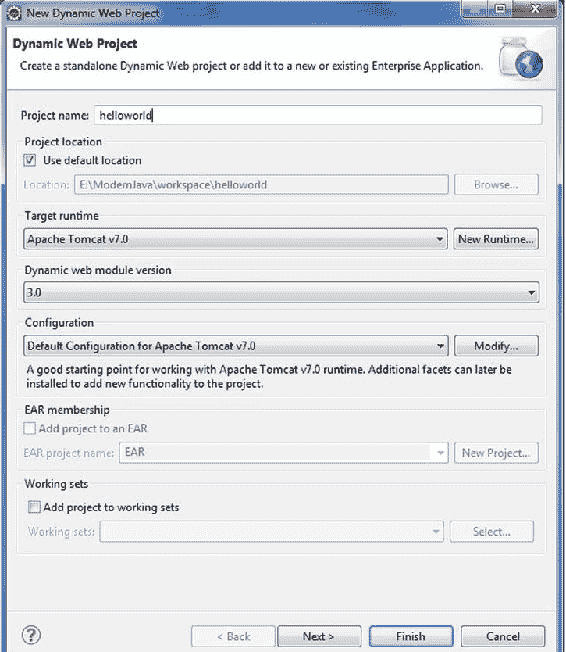 New Dynamic Web Project
Dynamic Web Project
Create a standalone Dynamic Web project or add it to a new or existing Enterprise Application.
Project name: helloworld
Project location
Use default location
Location: E:\ModernJava\workspace\helloworld Browse...
Target runtime
Apache Tomcat v7.0 New Runtime...
Dynamic web module version
3.0
Configuration
Default Configuration for Apache Tomcat v7.0 Modify...
A good starting point for working with Apache Tomcat v7.0 runtime. Additional facets can later be
installed to add new functionality to the project.
EAR membership
Add project to an EAR
EAR project name: EAR New Project...
Working sets
Add project to working sets
Working sets: Select...
? < Back Next > Finish Cancel